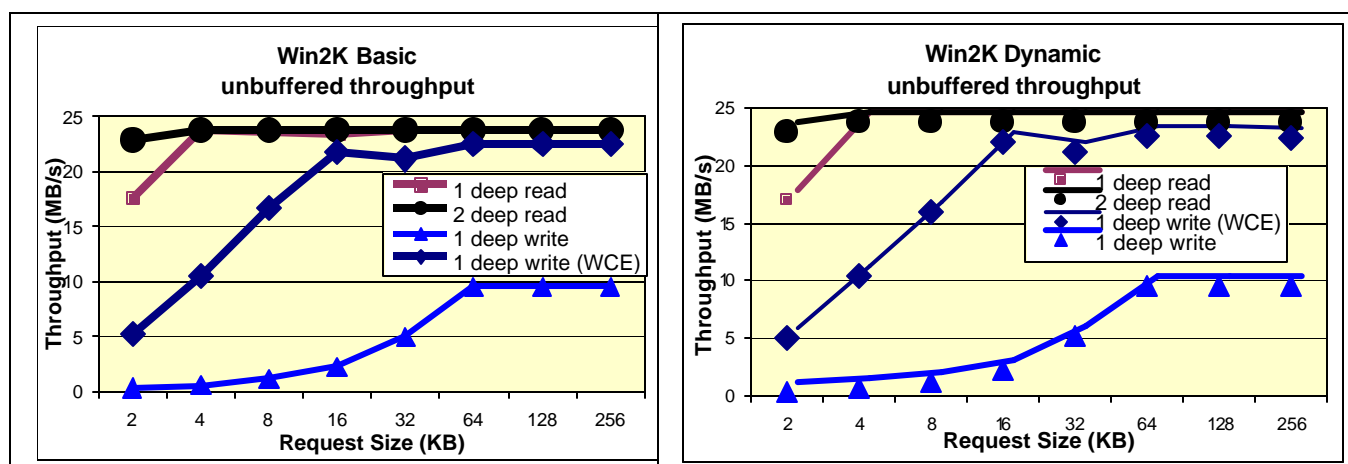 Win2K Basic
unbuffered throughput
Throughput (MB/s)
25
20
15
10
5
0
1 deep read
2 deep read
1 deep write
1 deep write (WCE)
2 4 8 16 32 64 128 256
Request Size (KB)
Win2K Dynamic
unbuffered throughput
Throughput (MB/s)
25
20
15
10
5
0
1 deep read
2 deep read
1 deep write (WCE)
1 deep write
2 4 8 16 32 64 128 256
Request Size (KB)